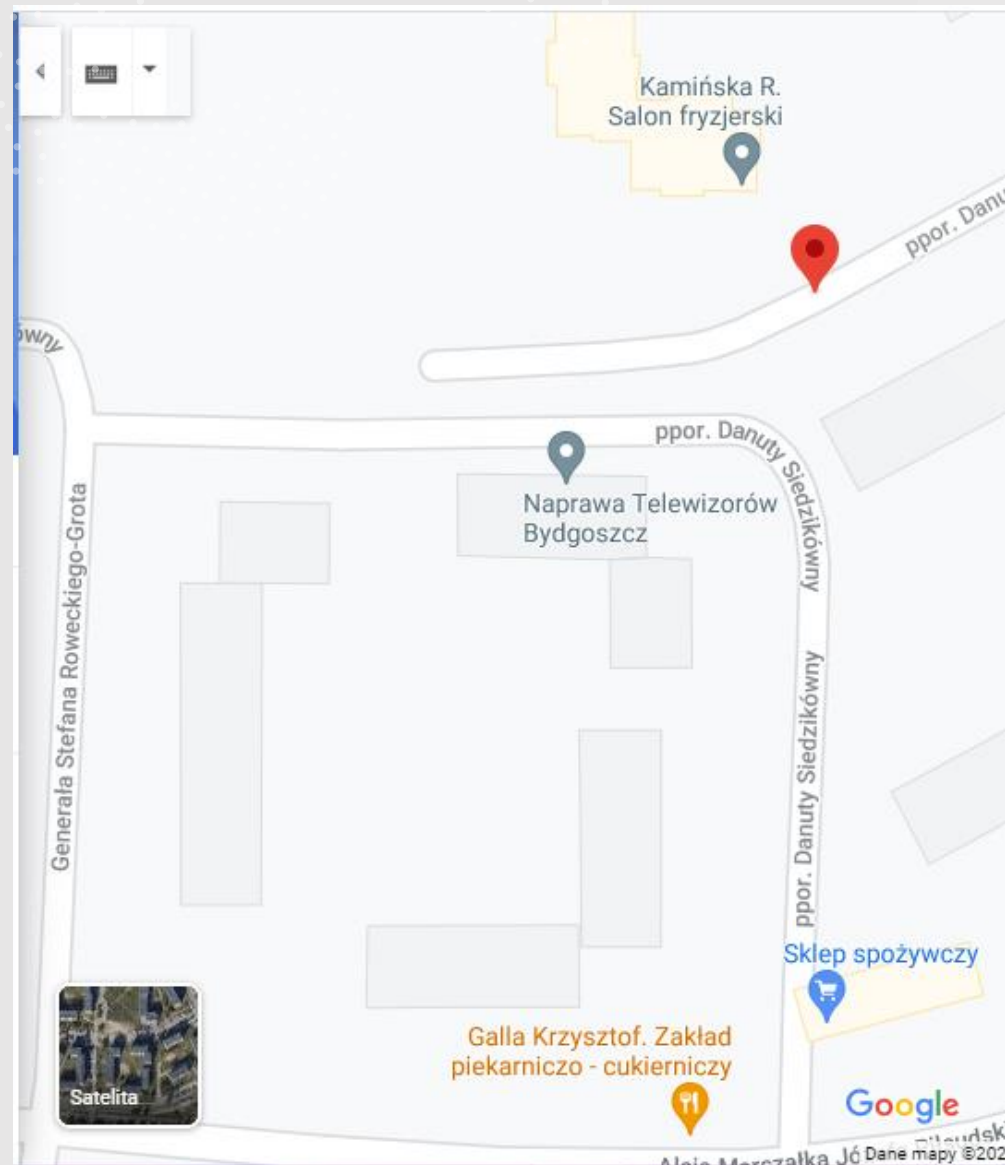 Kamińska R.
Salon fryzjerski
ppor. Danu
ówny
ppor. Danuty Siedzikówny
Naprawa Telewizorów
Bydgoszcz
Generała Stefana Roweckiego-Grota
ppor. Danuty Siedzikówny
Sklep spożywczy
Galla Krzysztof. Zakład
piekarniczo - cukierniczy
Satelita
Google
Dane mapy ©202